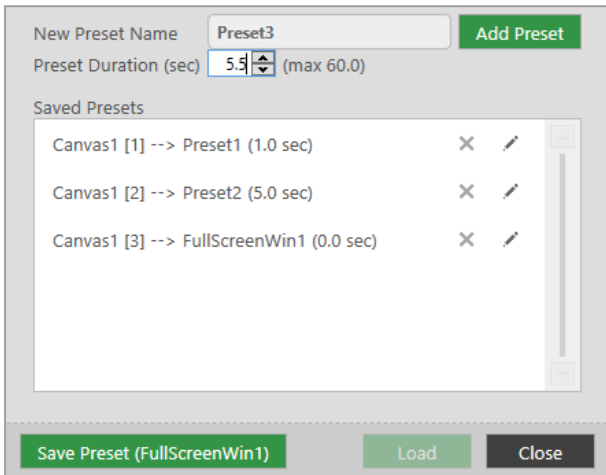 New Preset Name Preset3 Add Preset
Preset Duration (sec) 5.5 (max 60.0)
Saved Presets
Canvas1 [1] --> Preset1 (1.0 sec)
Canvas1 [2] --> Preset2 (5.0 sec)
Canvas1 [3] --> FullScreenWin1 (0.0 sec)
Save Preset (FullScreenWin1) Load Close